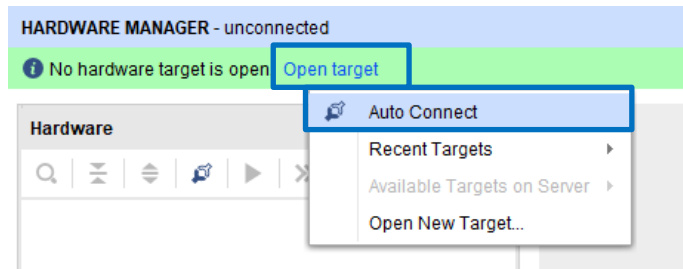 HARDWARE MANAGER - unconnected
No hardware target is open. Open target
Auto Connect
Hardware
Recent Targets
Available Targets on Server
Open New Target...